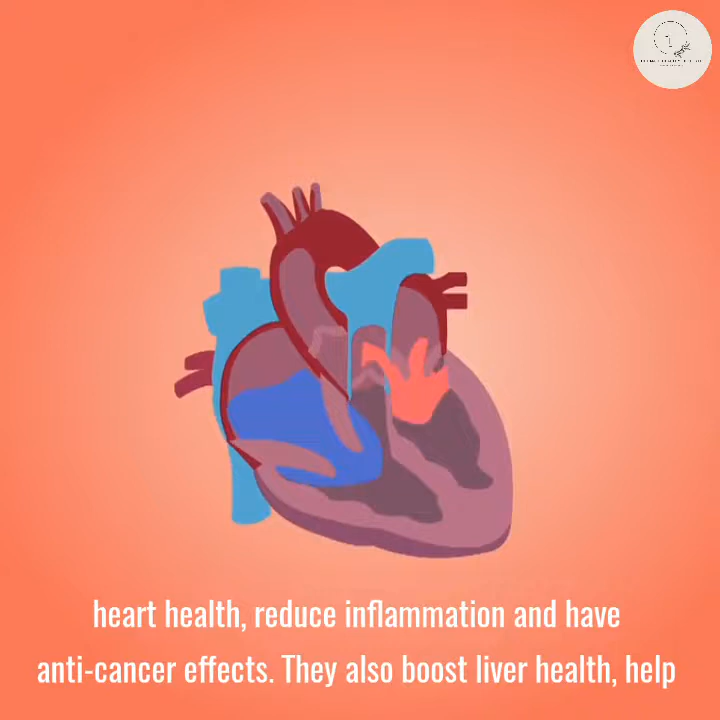 heart health, reduce inflammation and have
anti-cancer effects. They also boost liver health, help